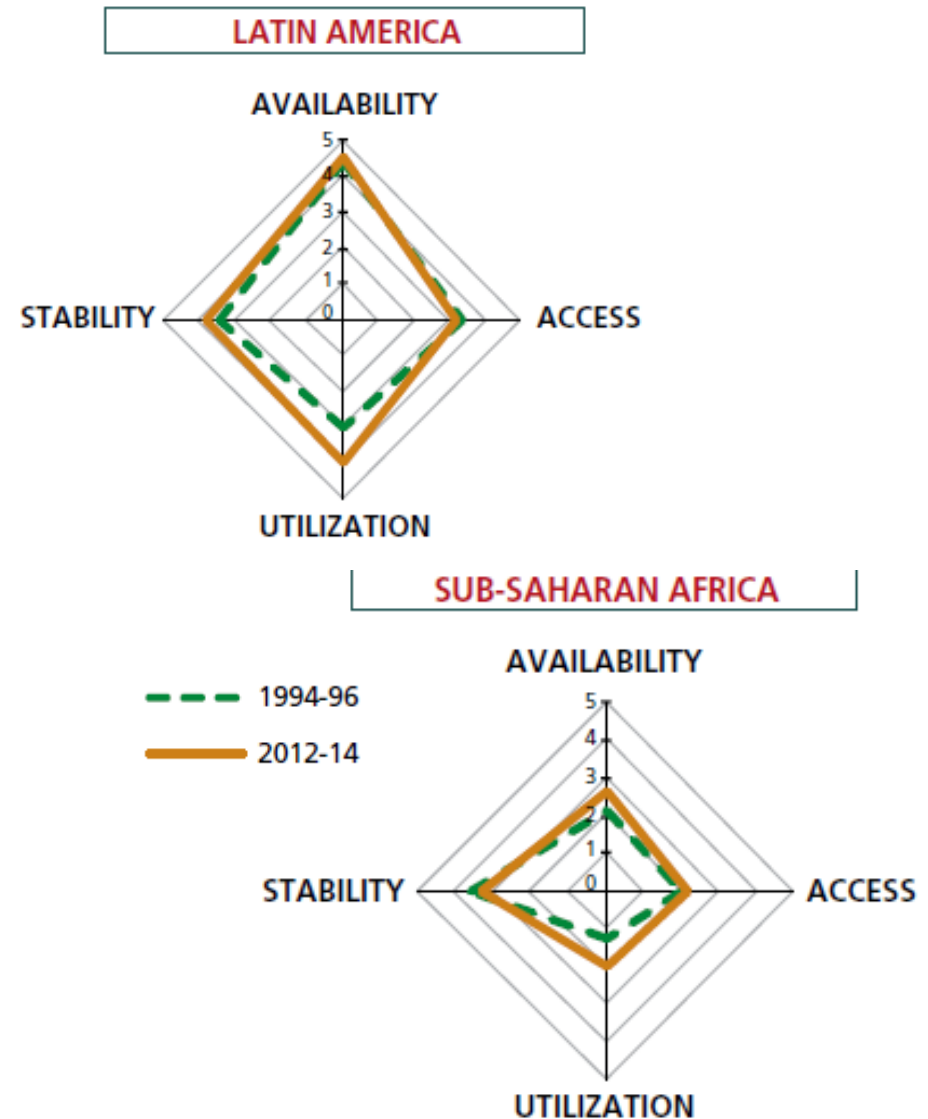 LATIN AMERICA
AVAILABILITY
5
4
3
2
1
0
STABILITY
ACCESS
UTILIZATION
SUB-SAHARAN AFRICA
AVAILABILITY
1994-96
2012-14
5
4
3
2
1
0
STABILITY
ACCESS
UTILIZATION